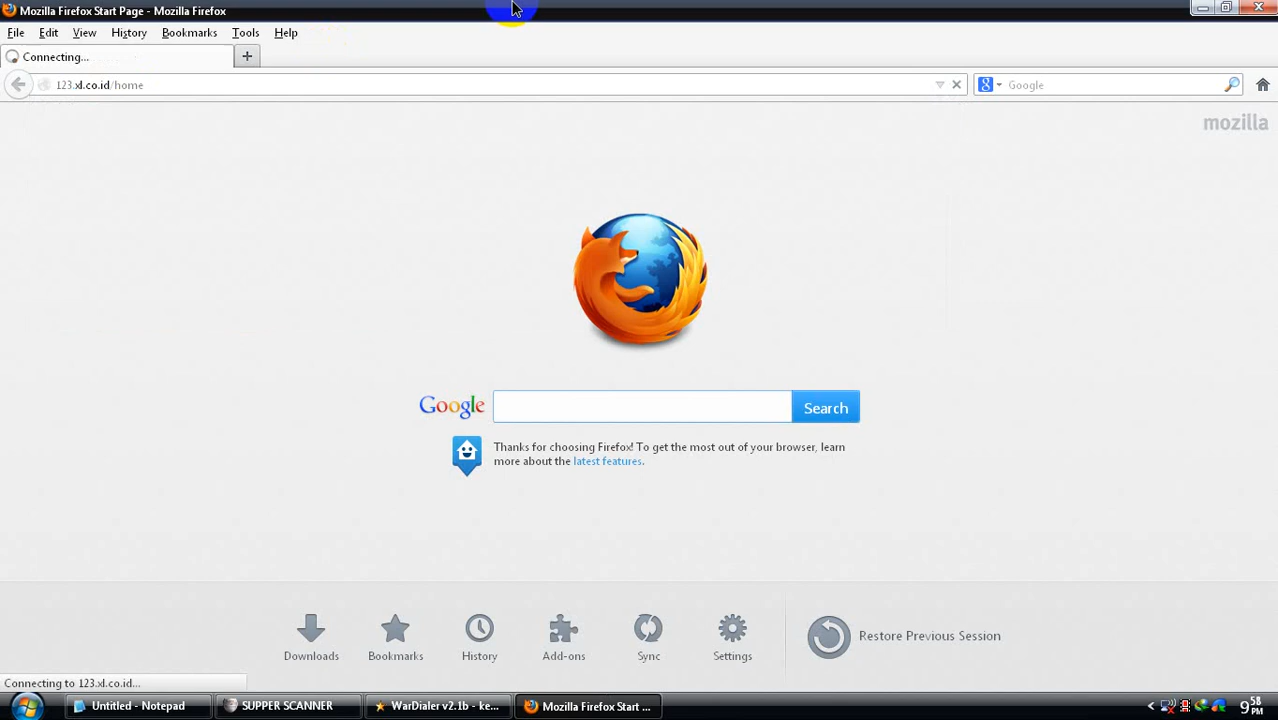 Mozilla Firefox Start Page - Mozilla Firefox
File Edit View History Bookmarks Tools Help
Connecting... +
123.xl.co.id/home Google
mozilla
Google Search
Thanks for choosing Firefox! To get the most out of your browser, learn
more about the latest features.
Restore Previous Session
Downloads Bookmarks History Add-ons Sync Settings
Connecting to 123.xl.co.id...
Untitled - Notepad SUPPER SCANNER WarDialer v2.1b - ke... Mozilla Firefox Start ... 9:58 PM